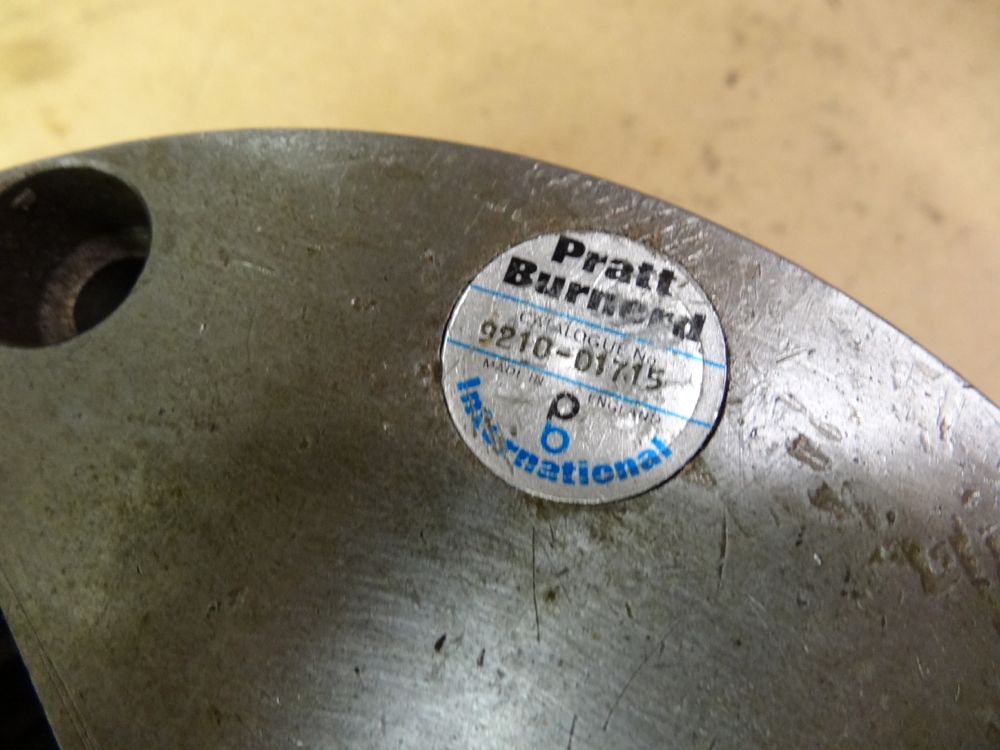 Pratt
Burnerd
CATALOGUE No.
9210-01715
MADE IN ENGLAND
p
b
International